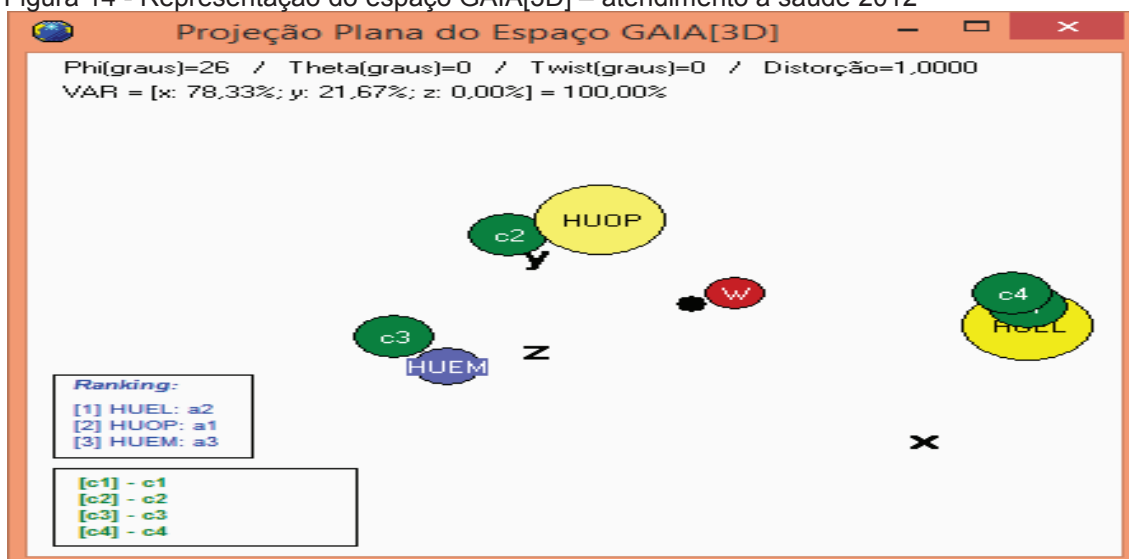 Figura 14 - Representação do espaço GAIA[3D] – atendimento à saúde 2012
Projeção Plana do Espaço GAIA[3D]
Phi(graus)=26 / Theta(graus)=0 / Twist(graus)=0 / Distorção=1,0000
VAR = [x: 78,33%; y: 21,67%; z: 0,00%] = 100,00%
HUOP
c2
y
W
c4
HUEL
c3
z
HUEM
x
Ranking:
[1] HUEL: a2
[2] HUOP: a1
[3] HUEM: a3
[c1] - c1
[c2] - c2
[c3] - c3
[c4] - c4